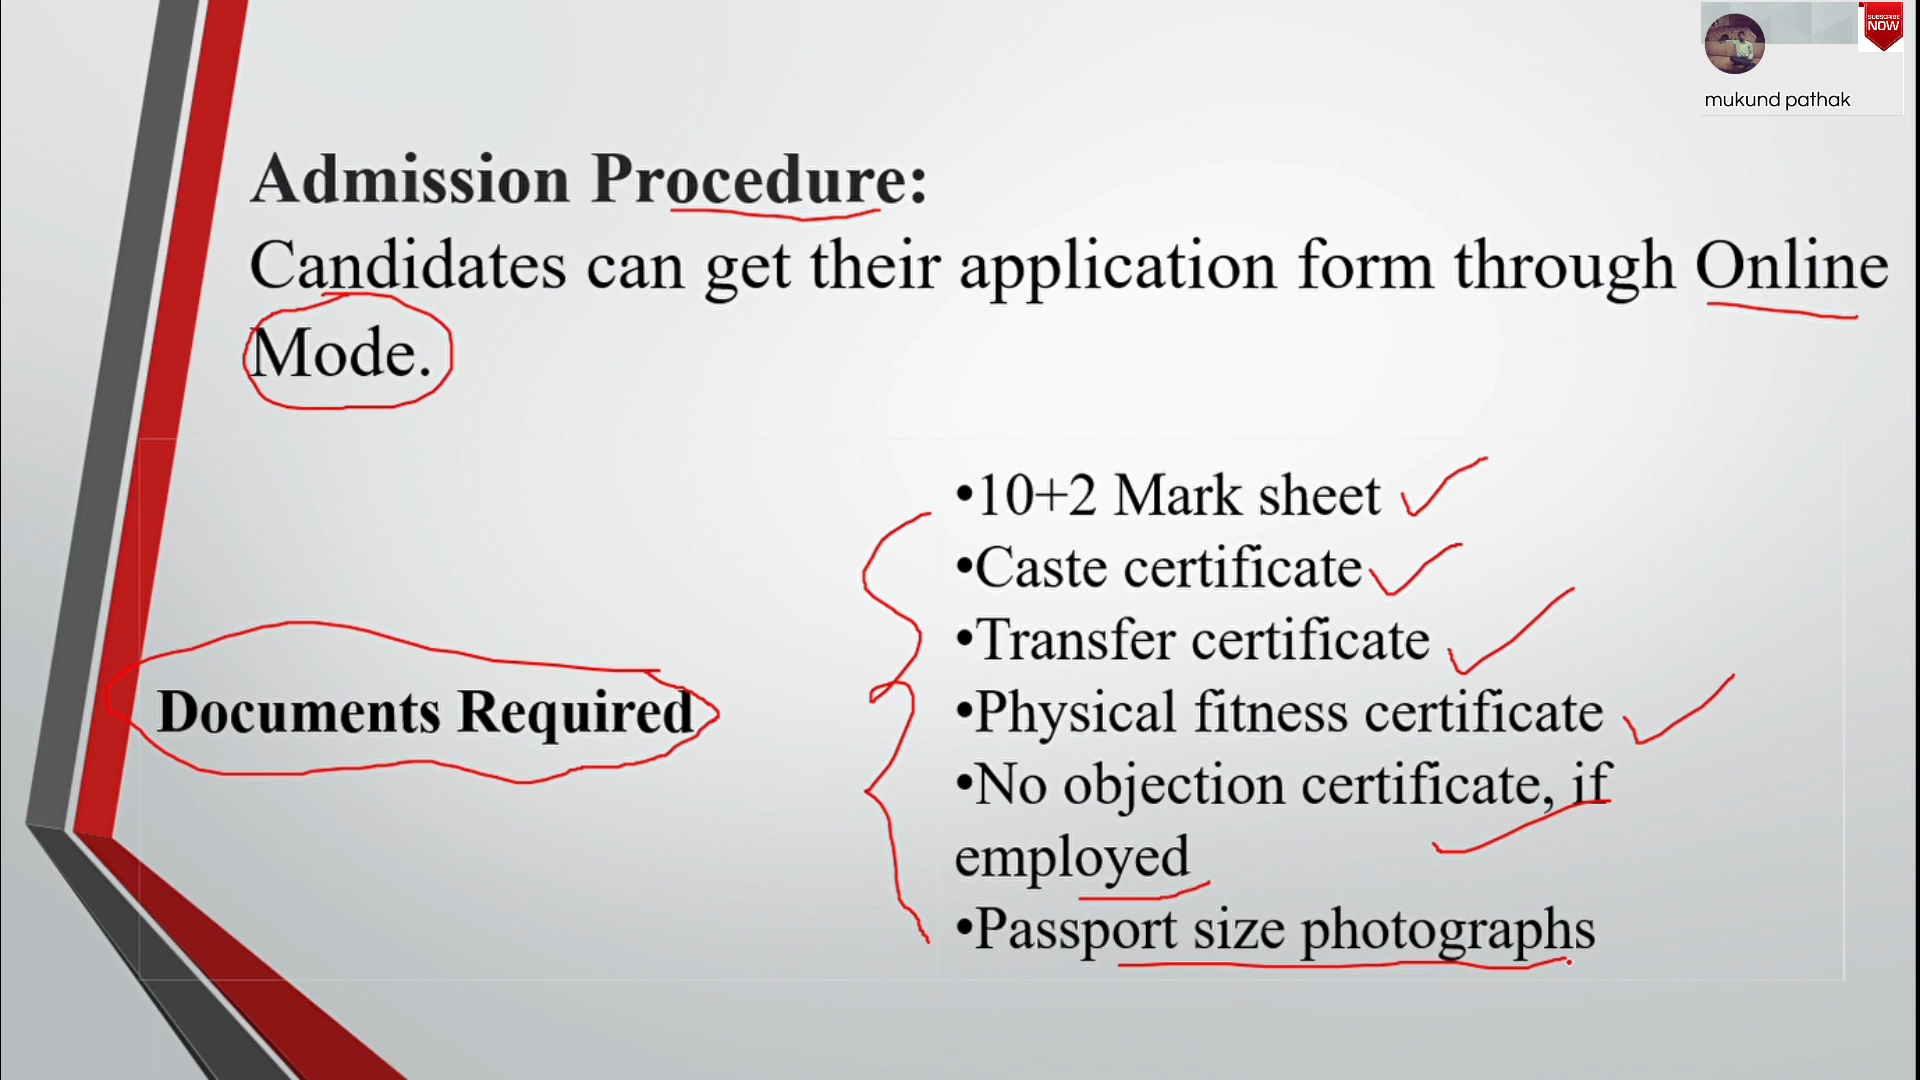 SUBSCRIBE
NOW
mukund pathak
Admission Procedure:
Candidates can get their application form through Online
Mode.
Documents Required
•10+2 Mark sheet
•Caste certificate
•Transfer certificate
•Physical fitness certificate
•No objection certificate, if
employed
•Passport size photographs